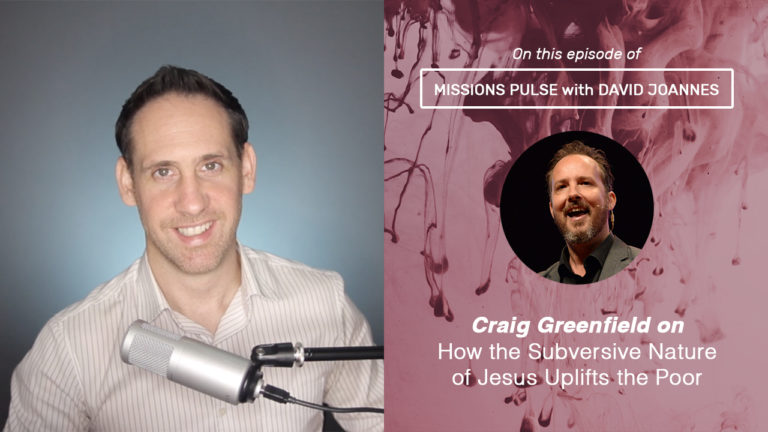 On this episode of
MISSIONS PULSE with DAVID JOANNES
Craig Greenfield on
How the Subversive Nature
of Jesus Uplifts the Poor